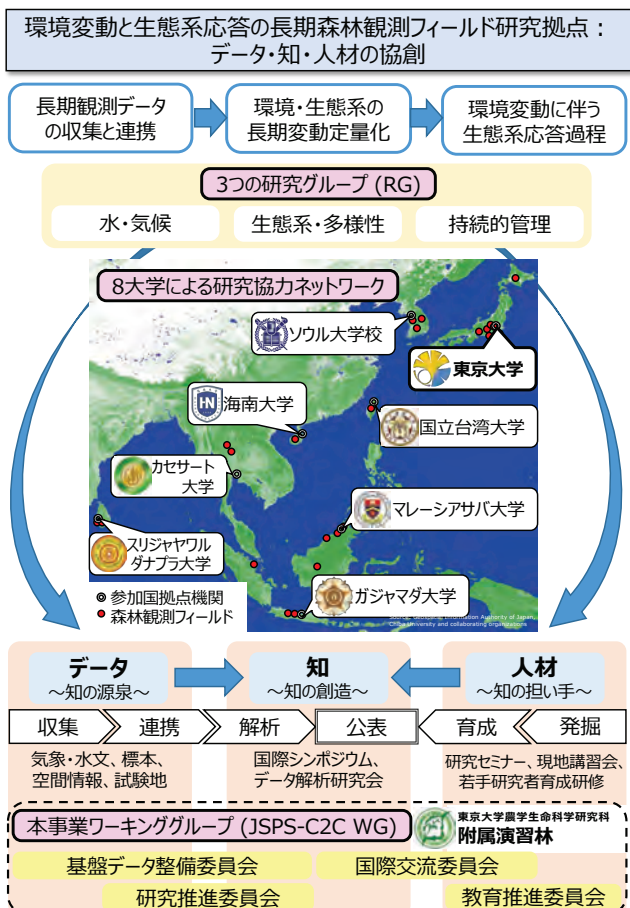 環境変動と生態系応答の長期森林観測フィールド研究拠点：
データ・知・人材の協創
長期観測データ
の収集と連携
環境・生態系の
長期変動定量化
環境変動に伴う
生態系応答過程
3つの研究グループ (RG)
水・気候
生態系・多様性
持続的管理
8大学による研究協力ネットワーク
ソウル大学校
東京大学
海南大学
国立台湾大学
カセサート
大学
マレーシアサバ大学
スリジャヤワル
ダナプラ大学
ガジャマダ大学
参加国拠点機関
森林観測フィールド
Source: Geospatial Information Authority of Japan,
Chiba University and collaborating organizations
データ
～知の源泉～
知
～知の創造～
人材
～知の担い手～
収集
連携
解析
公表
育成
発掘
気象・水文、標本、
空間情報、試験地
国際シンポジウム、
データ解析研究会
研究セミナー、現地講習会、
若手研究者育成研修
本事業ワーキンググループ (JSPS-C2C WG)
東京大学農学生命科学研究科
附属演習林
基盤データ整備委員会
国際交流委員会
研究推進委員会
教育推進委員会